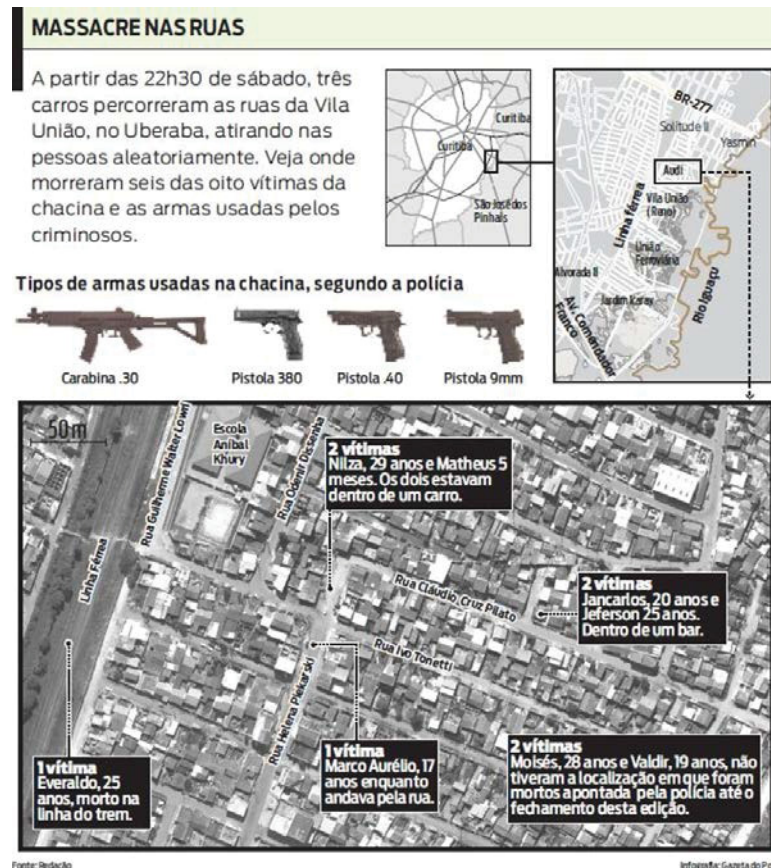 MASSACRE NAS RUAS
A partir das 22h30 de sábado, três
carros percorreram as ruas da Vila
União, no Uberaba, atirando nas
pessoas aleatoriamente. Veja onde
morreram seis das oito vítimas da
chacina e as armas usadas pelos
criminosos.
Curitiba
Curitiba
São José dos
Pinhais
BR-277
Solitude II
Yasmin
Audi
Vila União
(Reno)
Linha férrea
União
Ferroviária
Alvorada II
Jardim Karay
Rio Iguaçu
Av. Comendador
Franco
Tipos de armas usadas na chacina, segundo a polícia
Carabina .30
Pistola 380
Pistola .40
Pistola 9mm
50 m
Escola
Aníbal
Khury
Rua Guilherme Walter Lown
Rua Odenir Dissenha
Linha Férrea
2 vítimas
Nilza, 29 anos e Matheus 5
meses. Os dois estavam
dentro de um carro.
Rua Cláudio, Cruz Pilato
2 vítimas
Jancarlos, 20 anos e
Jeferson 25 anos.
Dentro de um bar.
Rua Ivo Tonetti
Rua Helena Piekarski
1 vítima
Everaldo, 25
anos, morto na
linha do trem.
1 vítima
Marco Aurélio, 17
anos enquanto
andava pela rua.
2 vítimas
Moisés, 28 anos e Valdir, 19 anos, não
tiveram a localização em que foram
mortos apontada pela polícia até o
fechamento desta edição.
Fonte: Redação
Infografia: Gazeta do Po